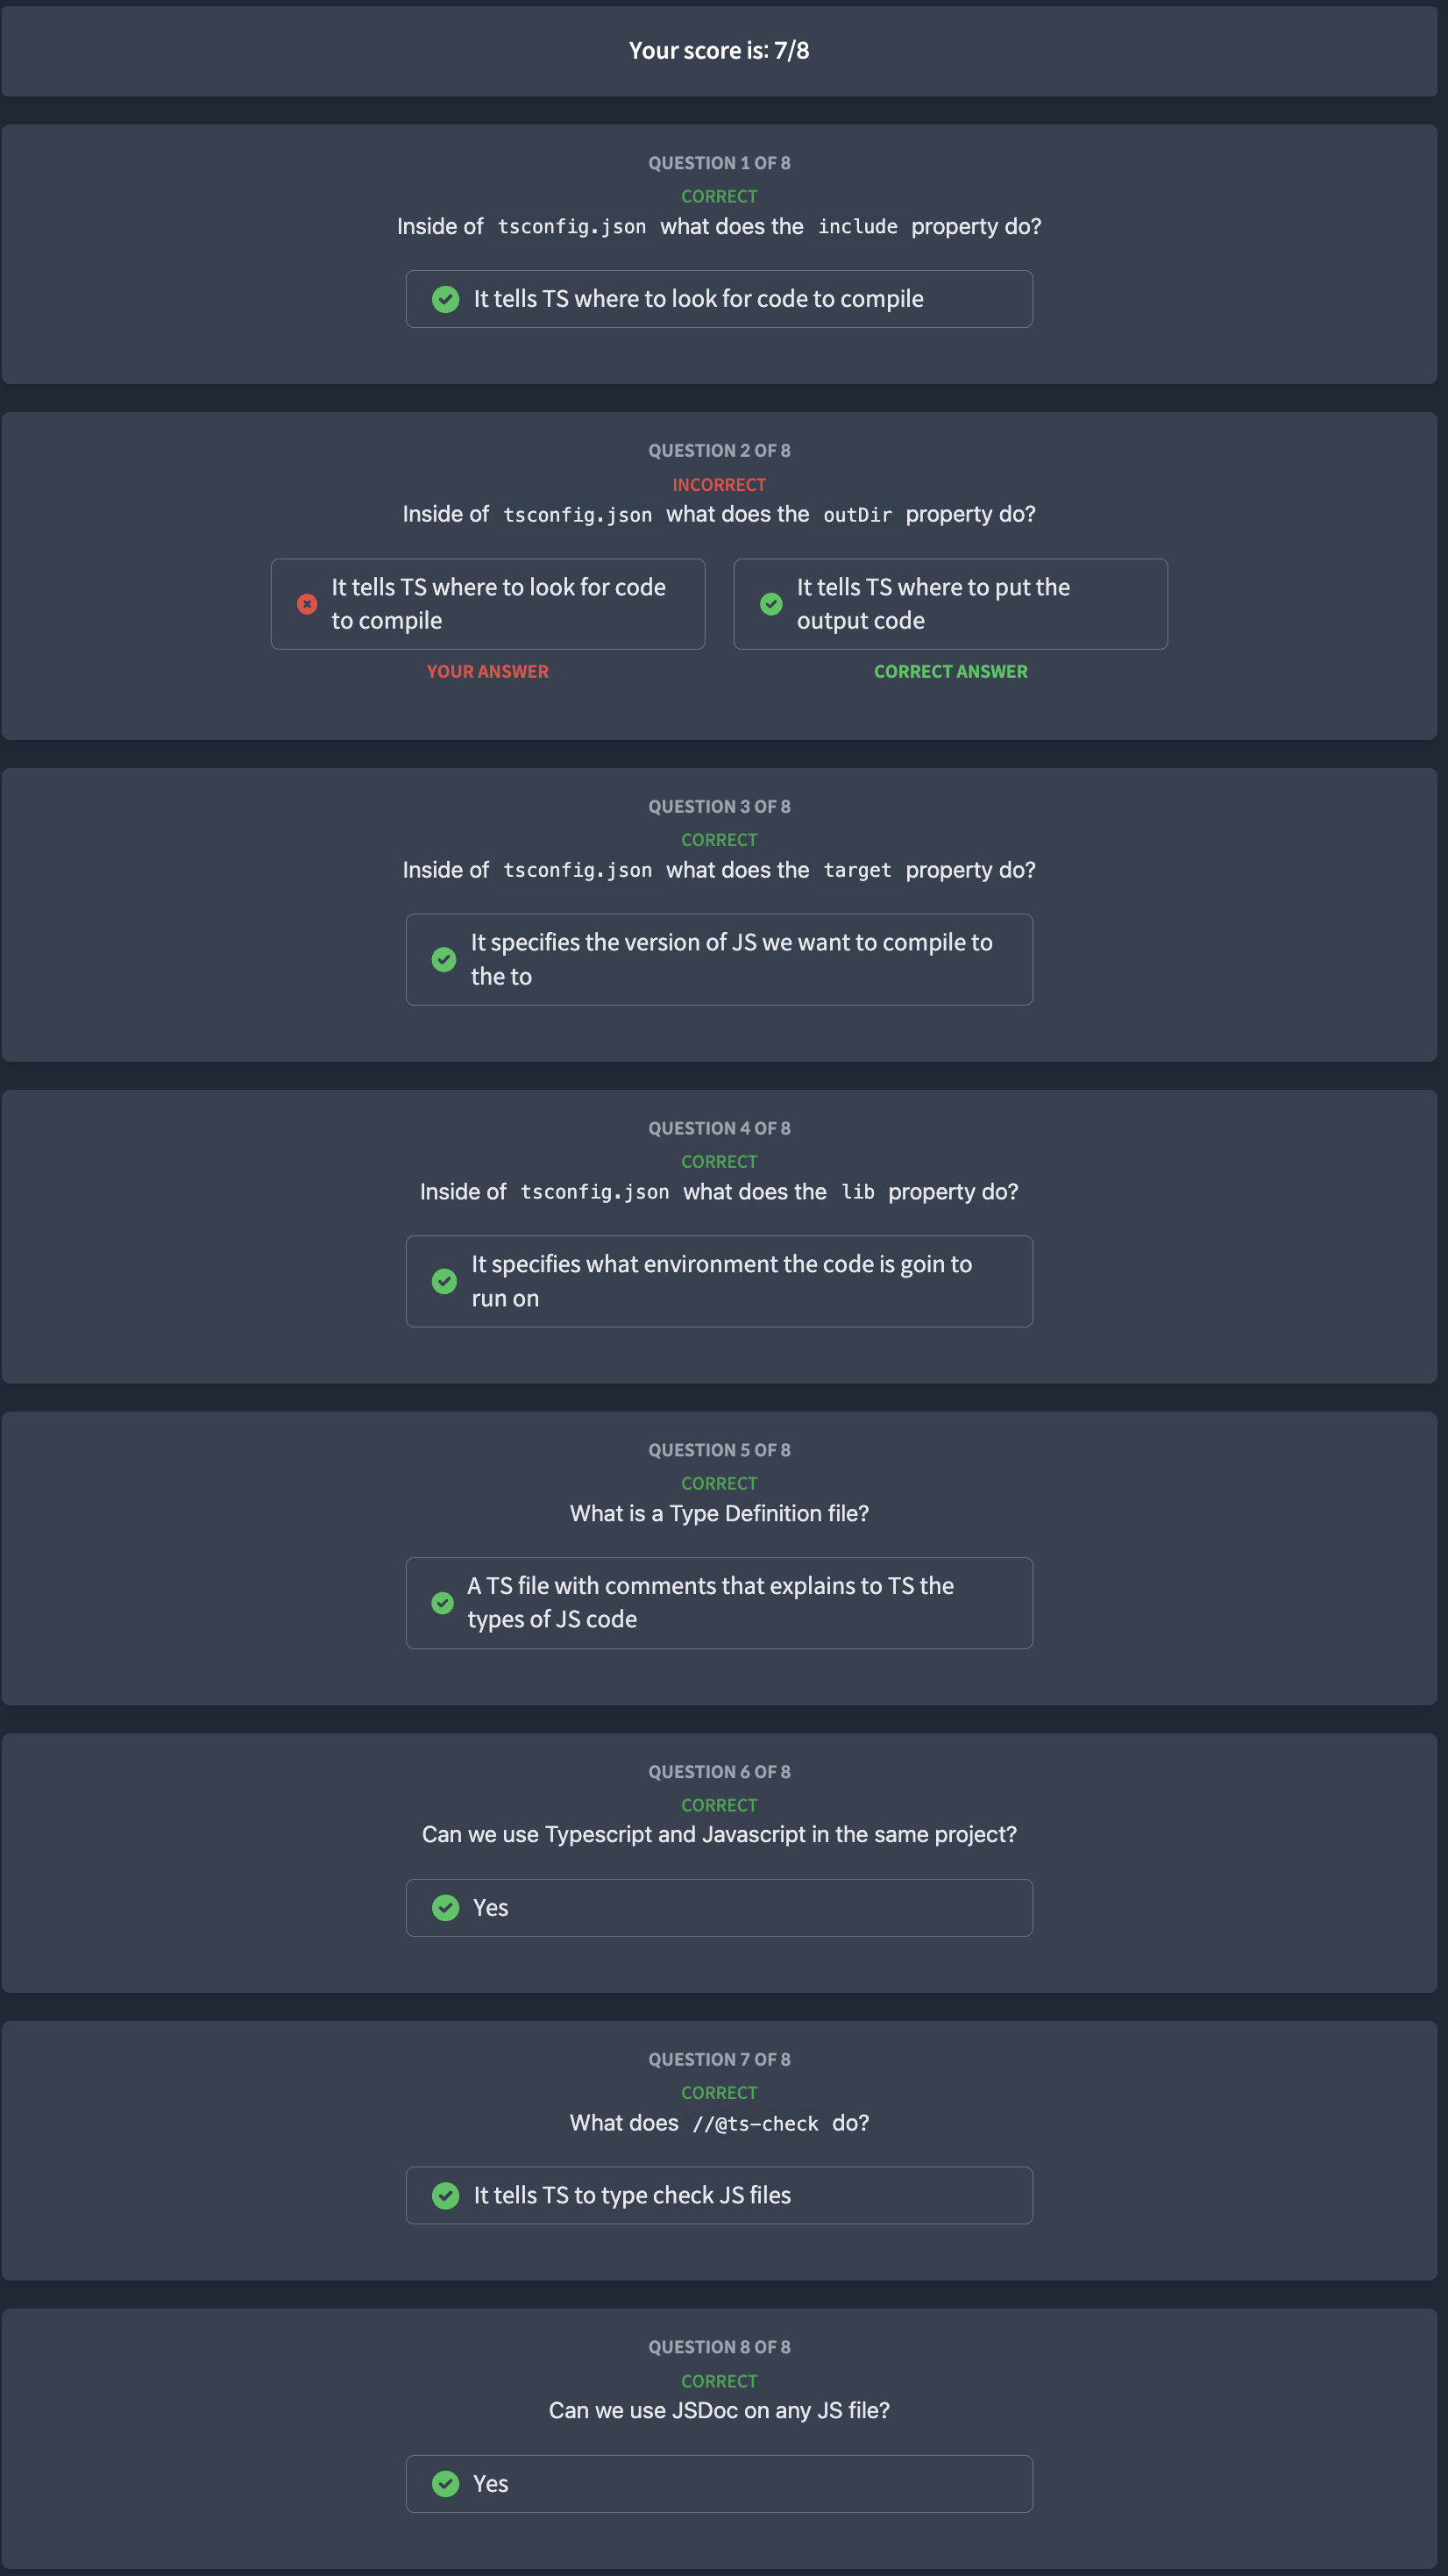 Your score is: 7/8
QUESTION 1 OF 8
CORRECT
Inside of tsconfig.json what does the include property do?
It tells TS where to look for code to compile
QUESTION 2 OF 8
INCORRECT
Inside of tsconfig.json what does the outDir property do?
It tells TS where to look for code
to compile
YOUR ANSWER
It tells TS where to put the
output code
CORRECT ANSWER
QUESTION 3 OF 8
CORRECT
Inside of tsconfig.json what does the target property do?
It specifies the version of JS we want to compile to
the to
QUESTION 4 OF 8
CORRECT
Inside of tsconfig.json what does the lib property do?
It specifies what environment the code is goin to
run on
QUESTION 5 OF 8
CORRECT
What is a Type Definition file?
A TS file with comments that explains to TS the
types of JS code
QUESTION 6 OF 8
CORRECT
Can we use Typescript and Javascript in the same project?
Yes
QUESTION 7 OF 8
CORRECT
What does //@ts-check do?
It tells TS to type check JS files
QUESTION 8 OF 8
CORRECT
Can we use JSDoc on any JS file?
Yes